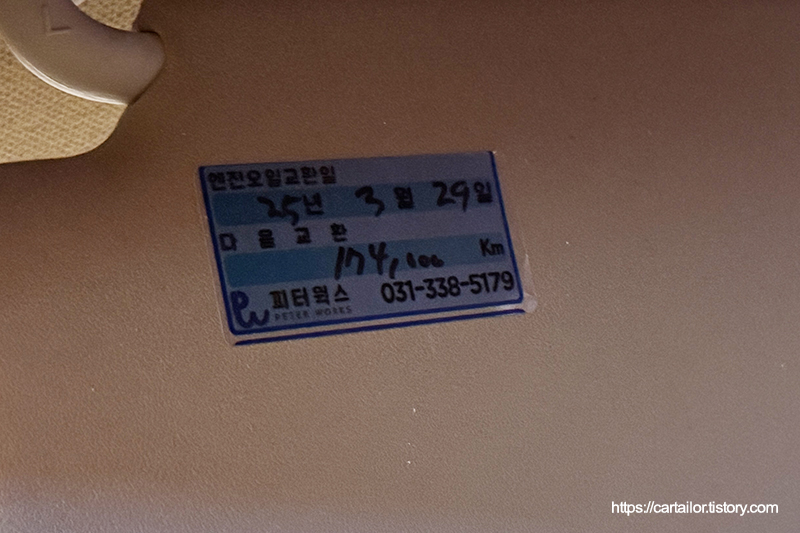 엔진오일교환일
25년 3월 29일
다음교환
174,100 Km
PW 피터웍스 031-338-5179
PETER WORKS
https://cartailor.tistory.com